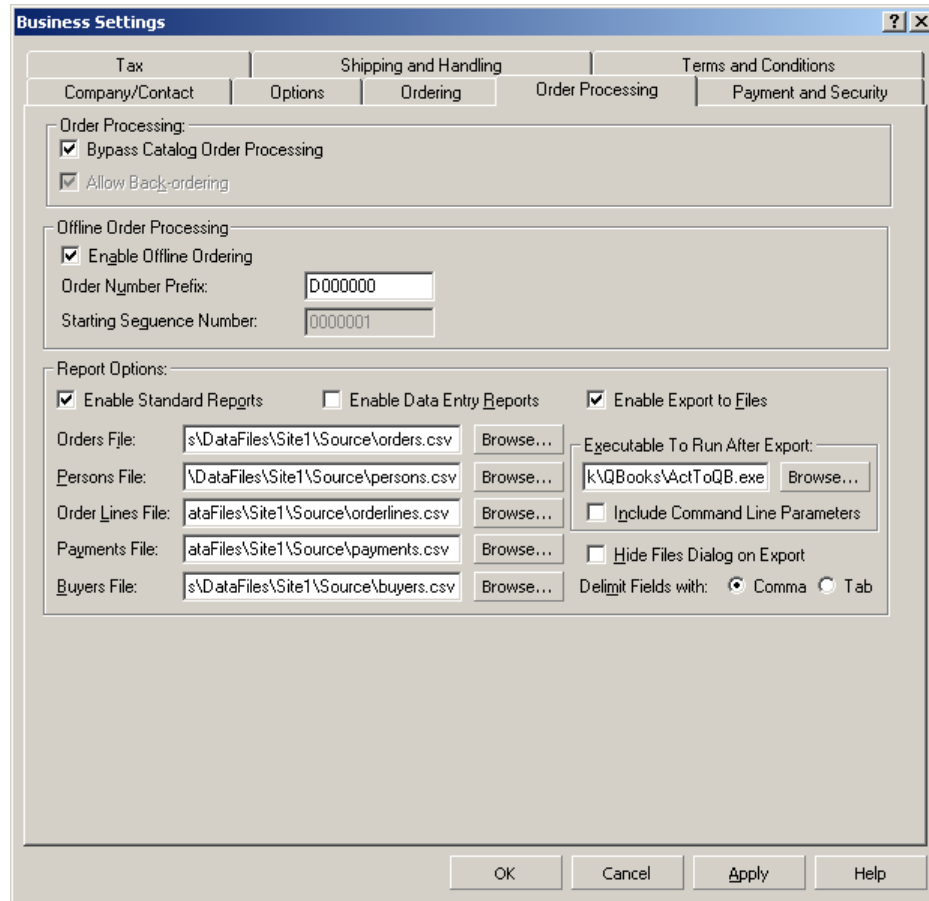 Business Settings
?
Tax Shipping and Handling Terms and Conditions
Company/Contact Options Ordering Order Processing Payment and Security
Order Processing:
Bypass Catalog Order Processing
Allow Back-ordering
Offline Order Processing
Enable Offline Ordering
Order Number Prefix: D000000
Starting Sequence Number: 0000001
Report Options:
Enable Standard Reports Enable Data Entry Reports Enable Export to Files
Orders File: s\DataFiles\Site1\Source\orders.csv Browse...
Executable To Run After Export:
Persons File: \DataFiles\Site1\Source\persons.csv Browse... k\QBooks\ActToQB.exe Browse...
Order Lines File: ataFiles\Site1\Source\orderlines.csv Browse... Include Command Line Parameters
Payments File: ataFiles\Site1\Source\payments.csv Browse... Hide Files Dialog on Export
Buyers File: s\DataFiles\Site1\Source\buyers.csv Browse... Delimit Fields with: Comma Tab
OK Cancel Apply Help